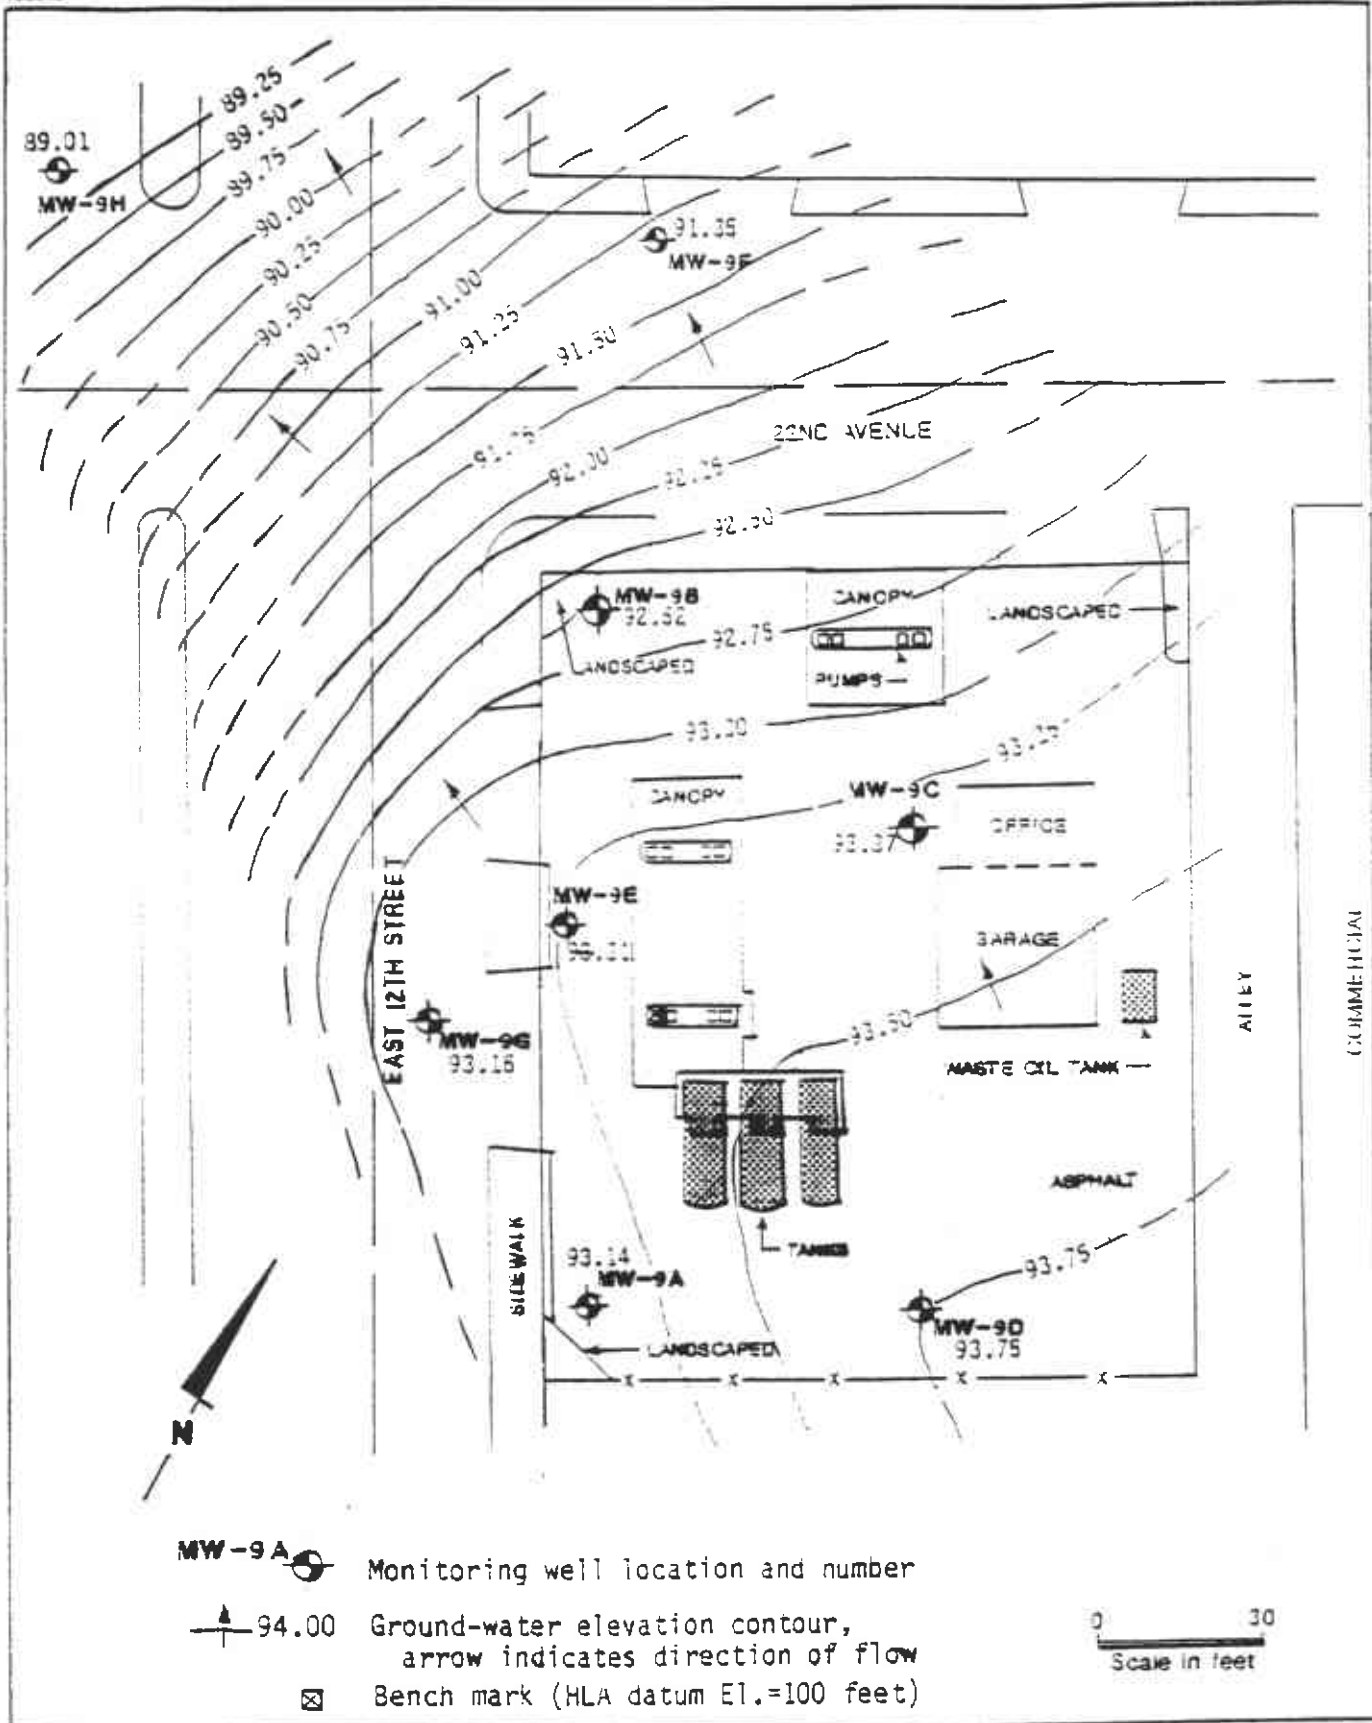 89.25
89.50
89.75
90.00
90.25
90.50
90.75
91.00
91.25
91.50
91.75
92.00
92.25
92.50
92.75
93.00
93.25
93.50
93.75
89.01
MW-9H
91.35
MW-9F
22ND AVENUE
MW-9B
92.62
LANDSCAPED
CANOPY
PUMPS
LANDSCAPED
CANOPY
MW-9C
93.37
OFFICE
MW-9E
GARAGE
EAST 12TH STREET
MW-9G
93.16
WASTE OIL TANK
ALLEY
COMMERCIAL
ASPHALT
SIDEWALK
TANKS
93.14
MW-9A
LANDSCAPED
MW-9D
93.75
x x x x x
N
MW-9A Monitoring well location and number
94.00 Ground-water elevation contour,
arrow indicates direction of flow
Bench mark (HLA datum El.=100 feet)
0 30
Scale in feet